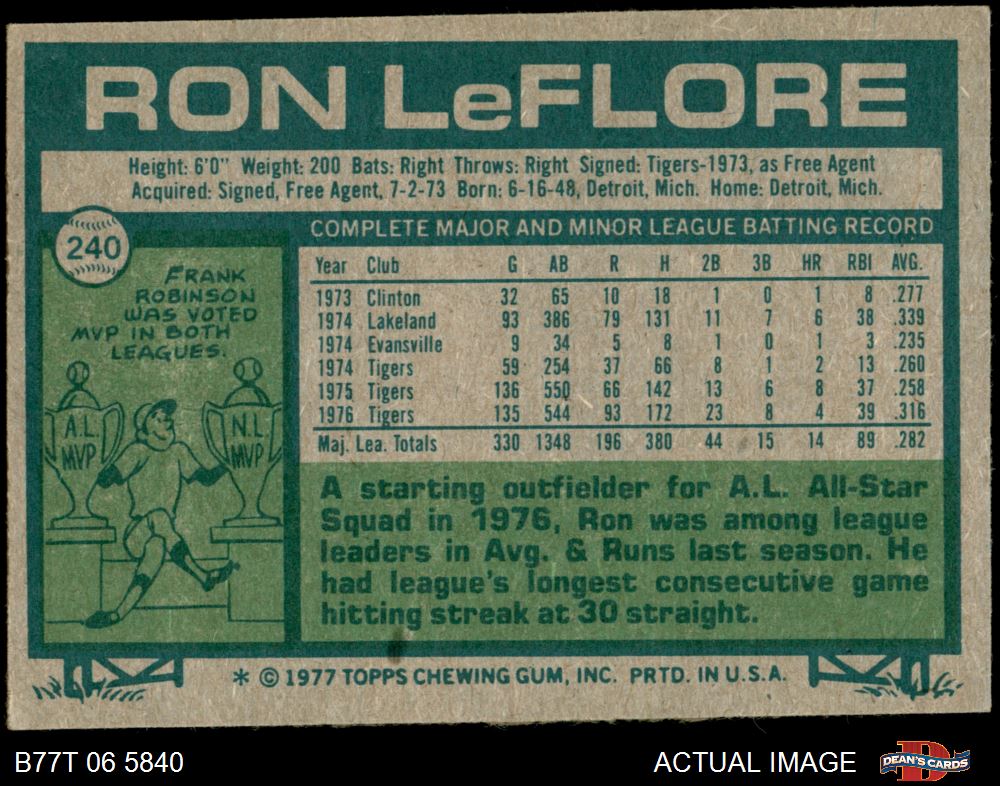 RON LeFLORE
Height: 6'0" Weight: 200 Bats: Right Throws: Right Signed: Tigers-1973, as Free Agent
Acquired: Signed, Free Agent, 7-2-73 Born: 6-16-48, Detroit, Mich. Home: Detroit, Mich.
240
FRANK
ROBINSON
WAS VOTED
MVP IN BOTH
LEAGUES.
A.L.
MVP
N.L.
MVP
COMPLETE MAJOR AND MINOR LEAGUE BATTING RECORD
Year Club G AB R H 2B 3B HR RBI AVG.
1973 Clinton 32 65 10 18 1 0 1 8 .277
1974 Lakeland 93 386 79 131 11 7 6 38 .339
1974 Evansville 9 34 5 8 1 0 1 3 .235
1974 Tigers 59 254 37 66 8 1 2 13 .260
1975 Tigers 136 550 66 142 13 6 8 37 .258
1976 Tigers 135 544 93 172 23 8 4 39 .316
Maj. Lea. Totals 330 1348 196 380 44 15 14 89 .282
A starting outfielder for A.L. All-Star
Squad in 1976, Ron was among league
leaders in Avg. & Runs last season. He
had league's longest consecutive game
hitting streak at 30 straight.
* © 1977 TOPPS CHEWING GUM, INC. PRTD. IN U.S.A.
B77T 06 5840
ACTUAL IMAGE
D
DEAN'S CARDS